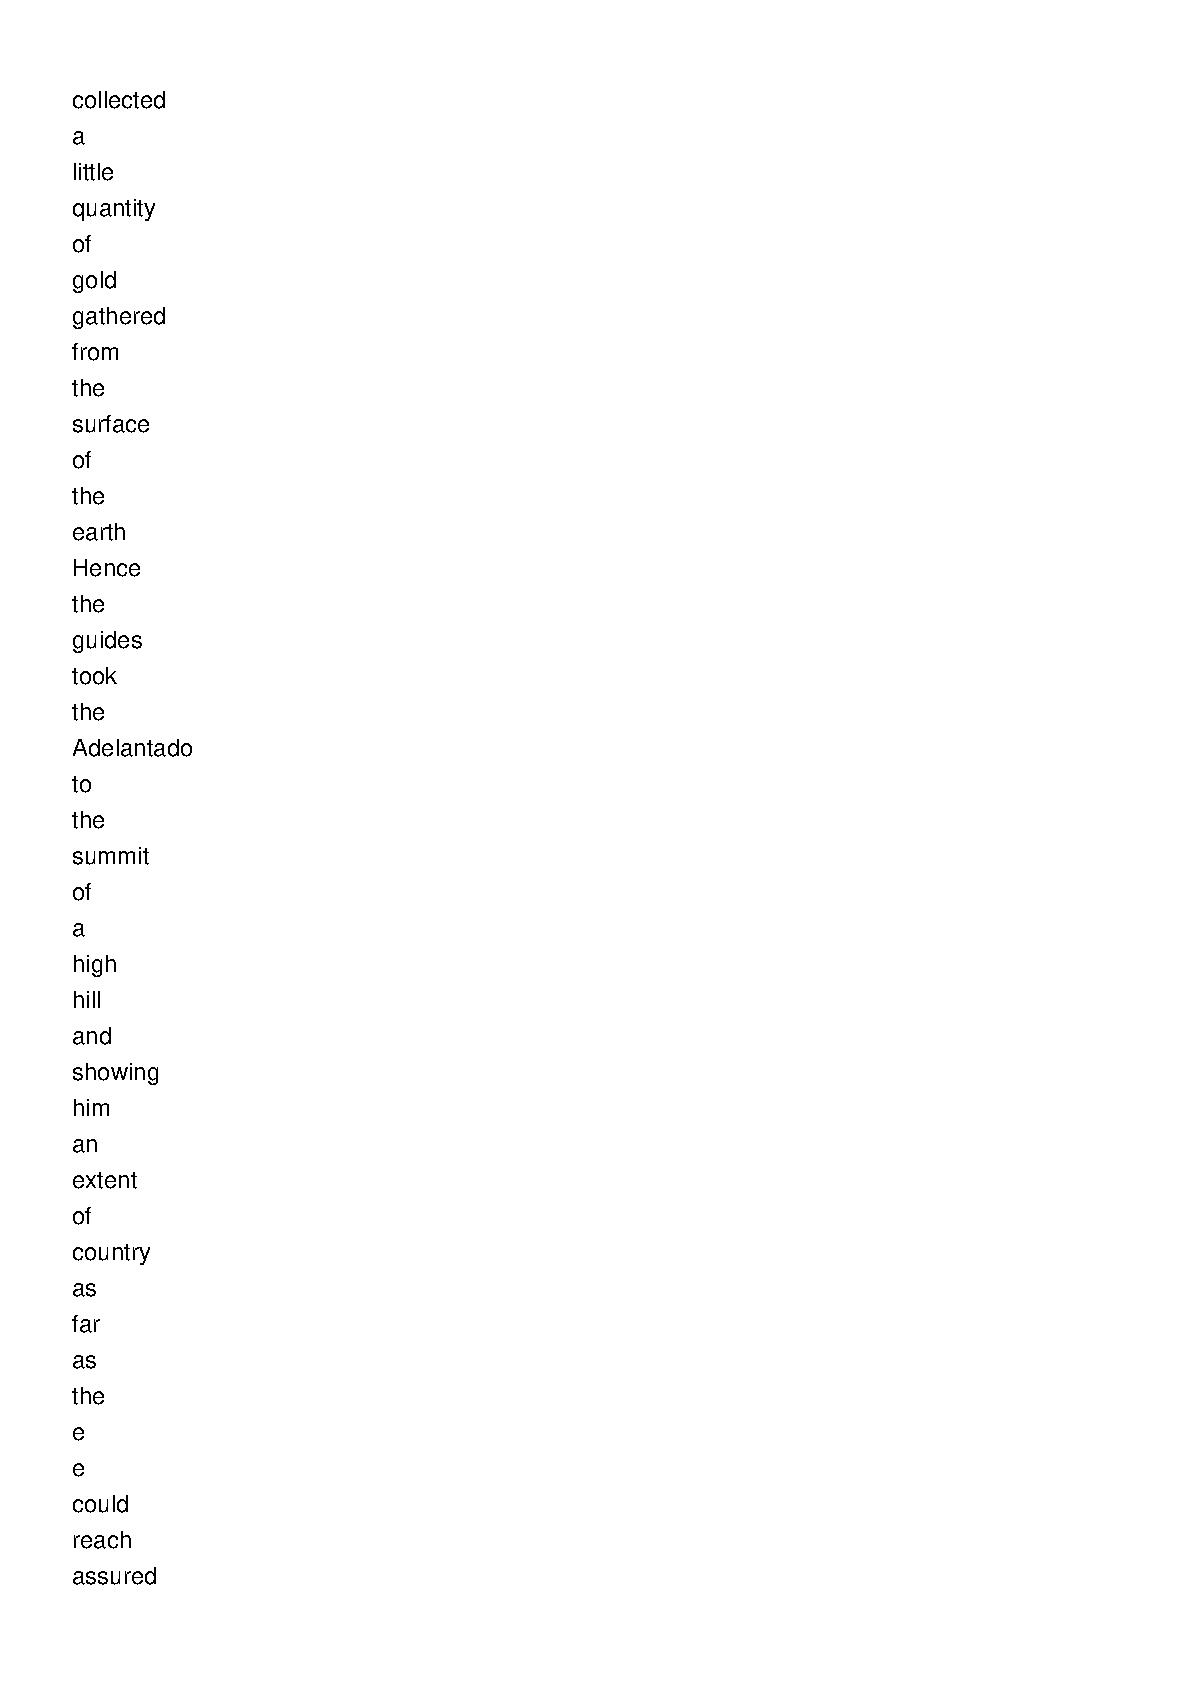 collected
a
little
quantity
of
gold
gathered
from
the
surface
of
the
earth
Hence
the
guides
took
the
Adelantado
to
the
summit
of
a
high
hill
and
showing
him
an
extent
of
country
as
far
as
the
e
e
could
reach
assured